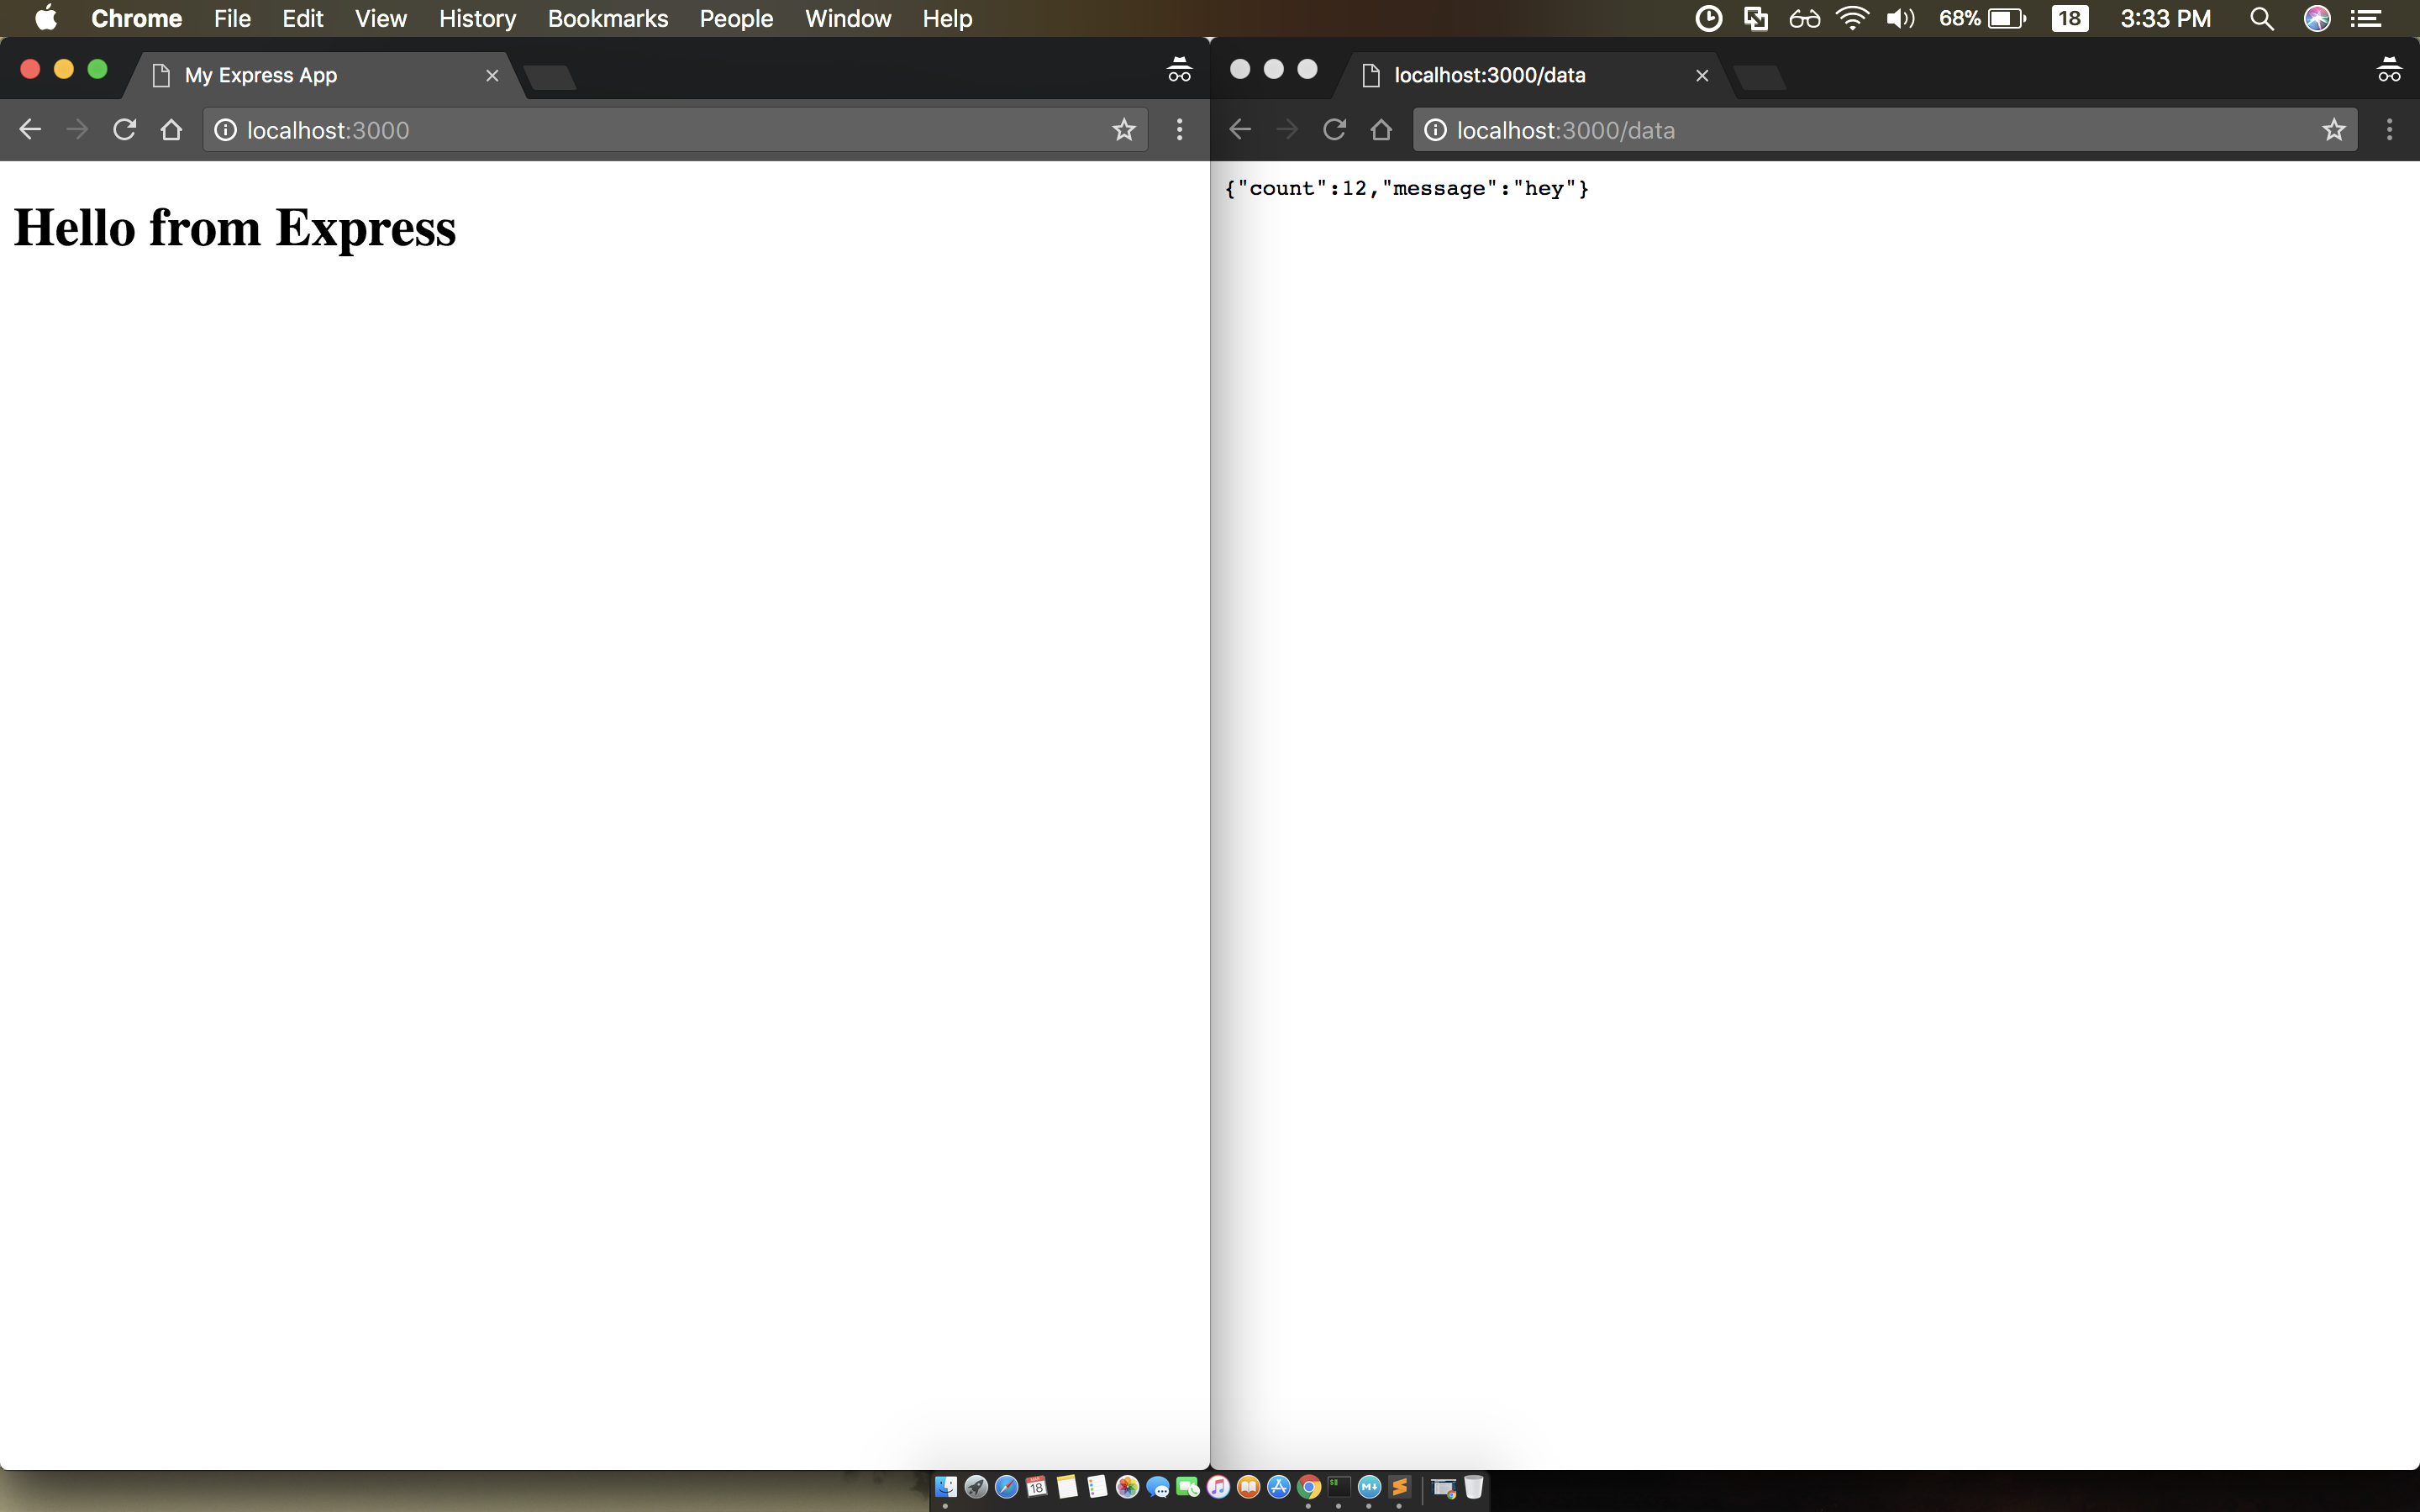 Chrome File Edit View History Bookmarks People Window Help 68% 18 3:33 PM
My Express App
localhost:3000
Hello from Express
localhost:3000/data
localhost:3000/data
{"count":12,"message":"hey"}
18